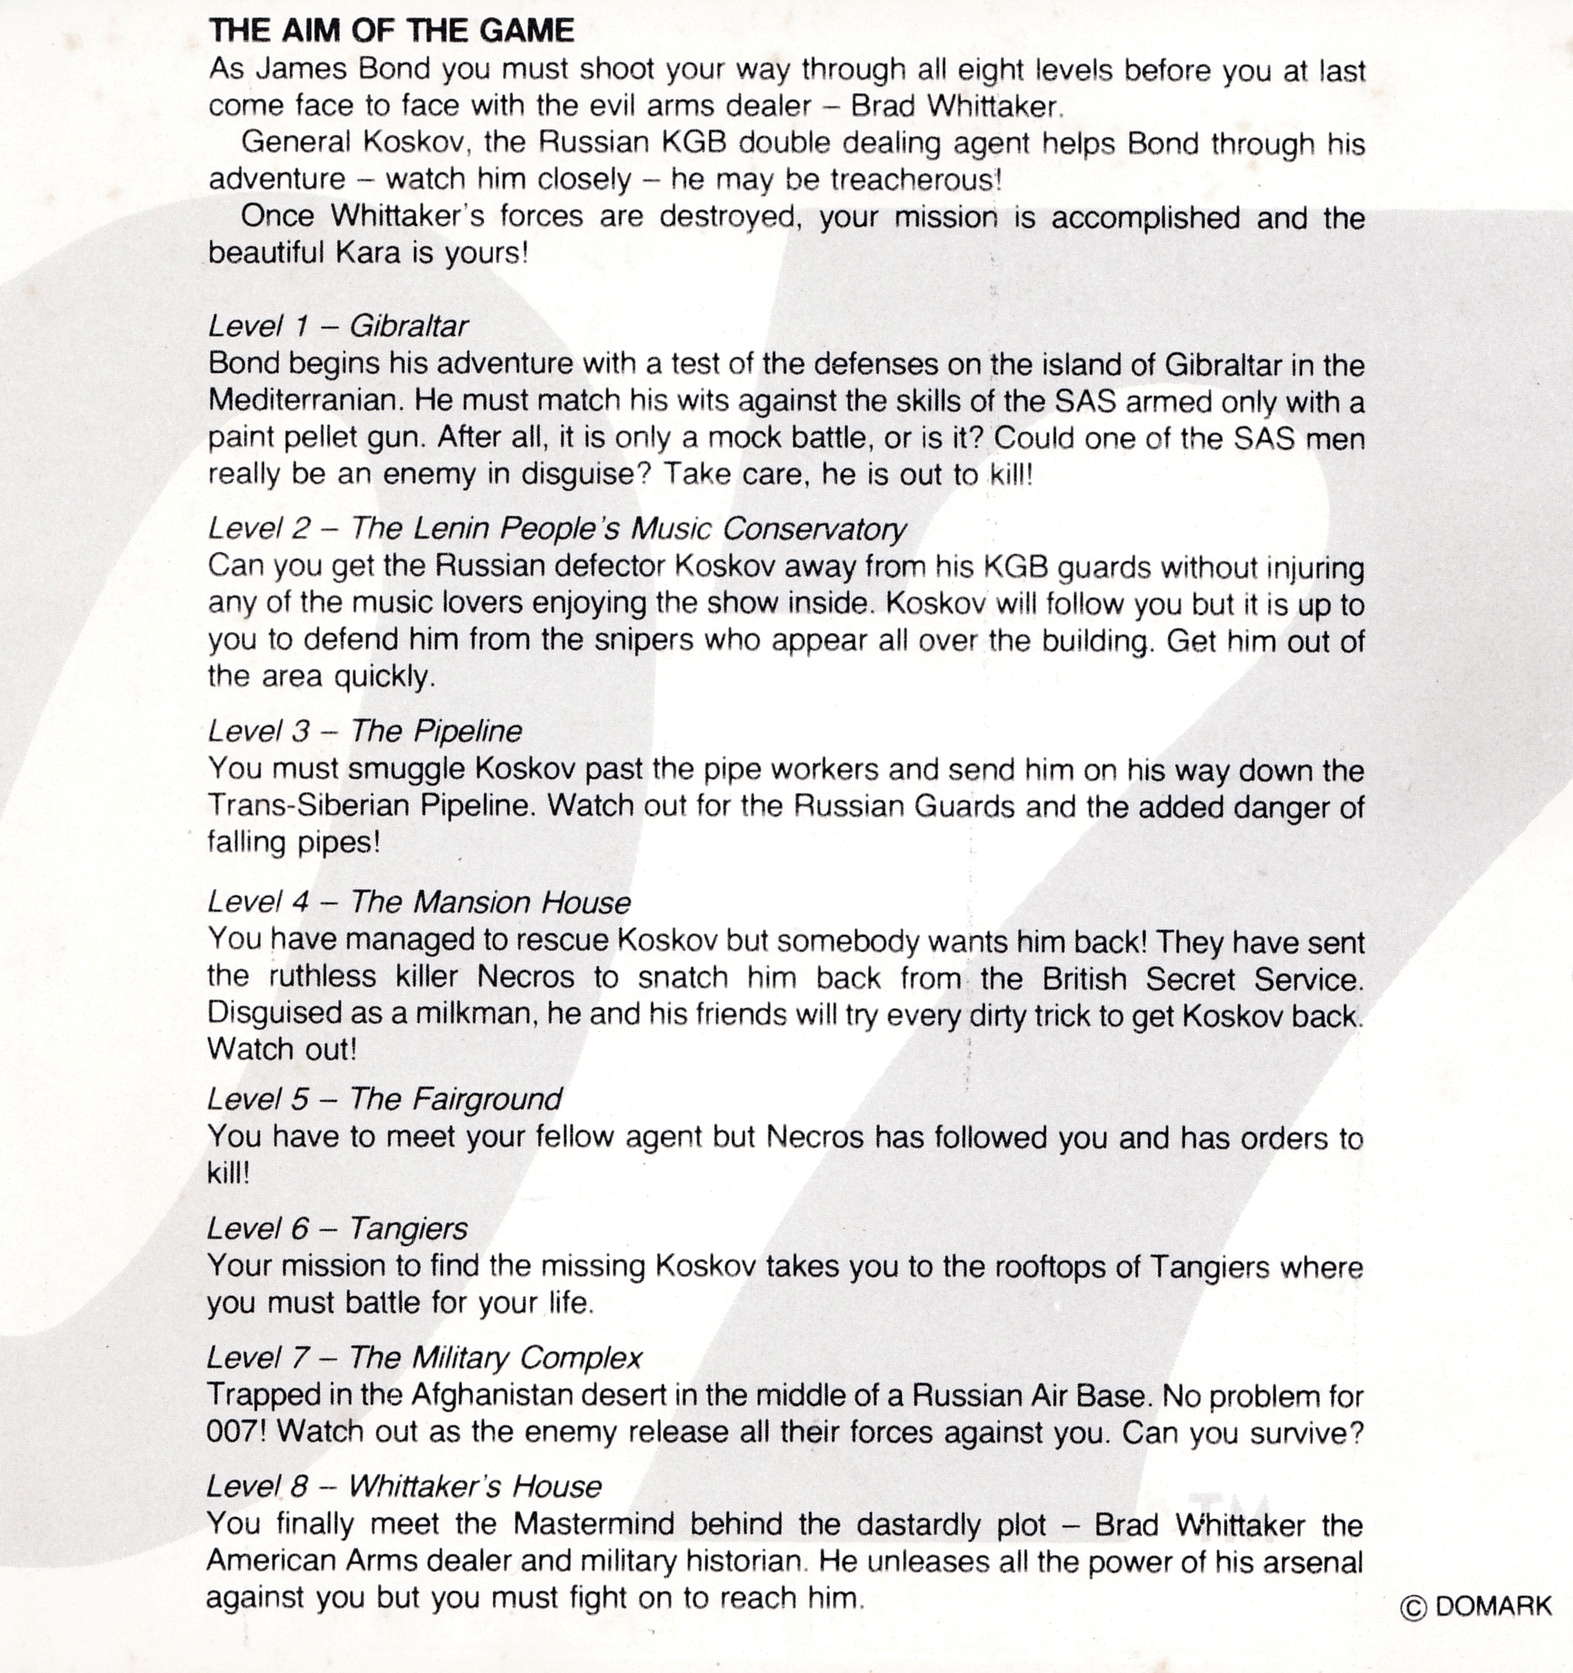 THE AIM OF THE GAME
As James Bond you must shoot your way through all eight levels before you at last
come face to face with the evil arms dealer – Brad Whittaker.
General Koskov, the Russian KGB double dealing agent helps Bond through his
adventure – watch him closely – he may be treacherous!
Once Whittaker's forces are destroyed, your mission is accomplished and the
beautiful Kara is yours!
Level 1 – Gibraltar
Bond begins his adventure with a test of the defenses on the island of Gibraltar in the
Mediterranian. He must match his wits against the skills of the SAS armed only with a
paint pellet gun. After all, it is only a mock battle, or is it? Could one of the SAS men
really be an enemy in disguise? Take care, he is out to kill!
Level 2 – The Lenin People's Music Conservatory
Can you get the Russian defector Koskov away from his KGB guards without injuring
any of the music lovers enjoying the show inside. Koskov will follow you but it is up to
you to defend him from the snipers who appear all over the building. Get him out of
the area quickly.
Level 3 – The Pipeline
You must smuggle Koskov past the pipe workers and send him on his way down the
Trans-Siberian Pipeline. Watch out for the Russian Guards and the added danger of
falling pipes!
Level 4 – The Mansion House
You have managed to rescue Koskov but somebody wants him back! They have sent
the ruthless killer Necros to snatch him back from the British Secret Service.
Disguised as a milkman, he and his friends will try every dirty trick to get Koskov back.
Watch out!
Level 5 – The Fairground
You have to meet your fellow agent but Necros has followed you and has orders to
kill!
Level 6 – Tangiers
Your mission to find the missing Koskov takes you to the rooftops of Tangiers where
you must battle for your life.
Level 7 – The Military Complex
Trapped in the Afghanistan desert in the middle of a Russian Air Base. No problem for
007! Watch out as the enemy release all their forces against you. Can you survive?
Level 8 – Whittaker's House
You finally meet the Mastermind behind the dastardly plot – Brad Whittaker the
American Arms dealer and military historian. He unleases all the power of his arsenal
against you but you must fight on to reach him.
TM
© DOMARK